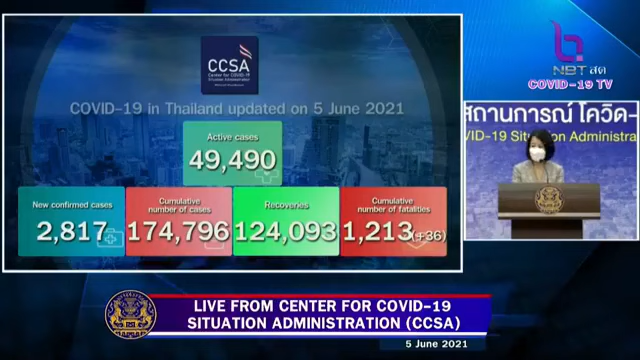 CCSA
Center for COVID-19
Situation Administration
COVID-19 in Thailand updated on 5 June 2021
Active cases
49,490
New confirmed cases
2,817
Cumulative
number of cases
174,796
Recoveries
124,093
Cumulative
number of fatalities
1,213 (+36)
NBT สด
COVID-19 TV
สถานการณ์ โควิด-
VID-19 Situation Administra
LIVE FROM CENTER FOR COVID-19
SITUATION ADMINISTRATION (CCSA)
5 June 2021